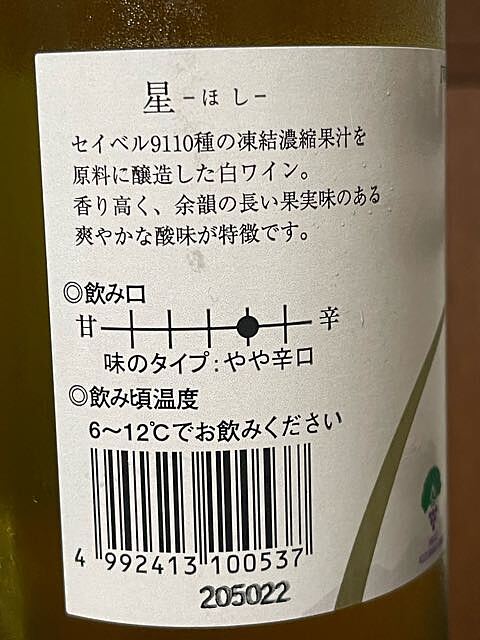 星-ほし-
セイベル9110種の凍結濃縮果汁を
原料に醸造した白ワイン。
香り高く、余韻の長い果実味のある
爽やかな酸味が特徴です。
◎飲み口
甘 辛
味のタイプ:やや辛口
◎飲み頃温度
6〜12℃でお飲みください
4 992413 100537
205022